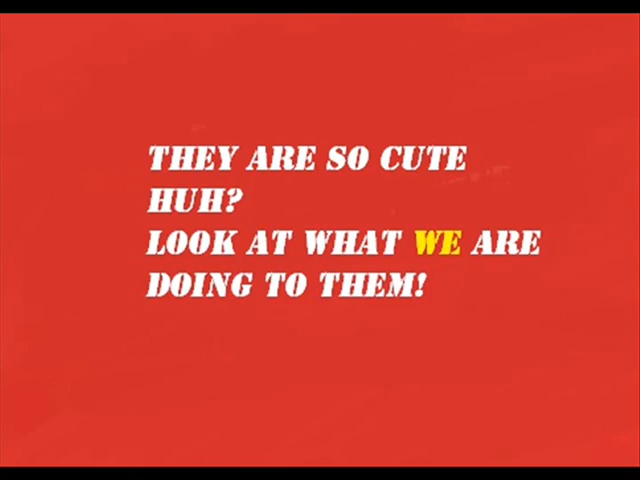 THEY ARE SO CUTE
HUH?
LOOK AT WHAT WE ARE
DOING TO THEM!